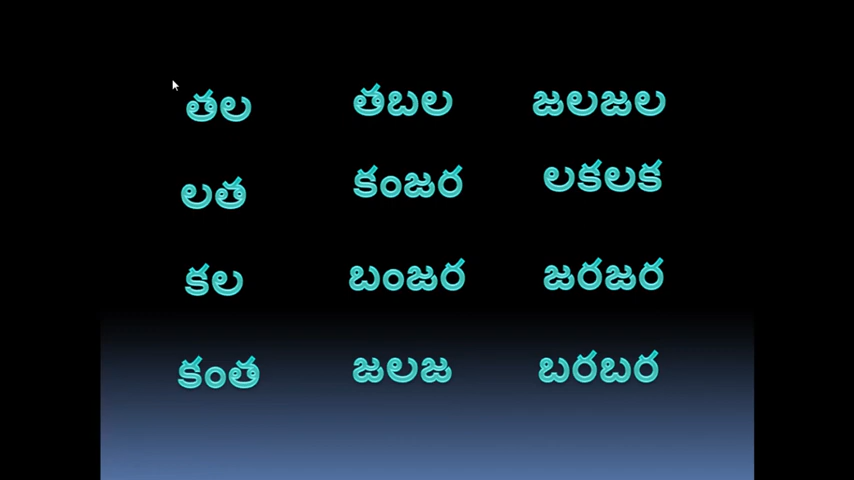 తల తబల జలజల
లత కంజర లకలక
కల బంజర జరజర
కంత జలజ బరబర